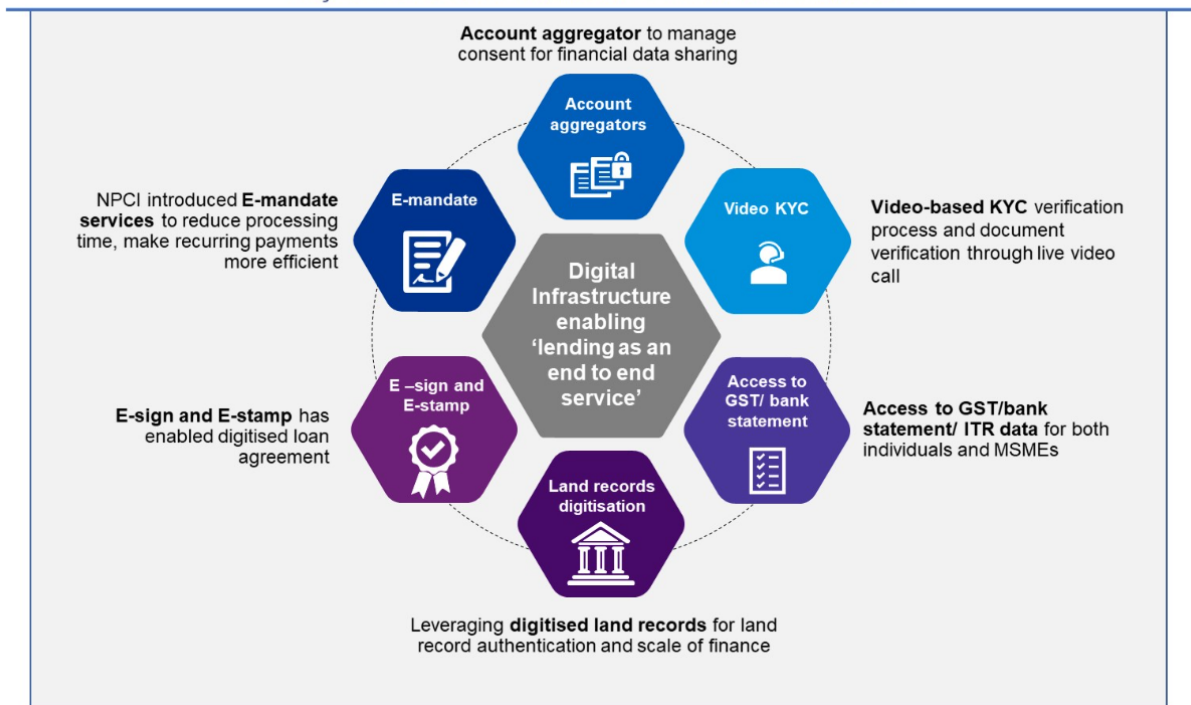 Account aggregator to manage
consent for financial data sharing
Account
aggregators
NPCI introduced E-mandate
services to reduce processing
time, make recurring payments
more efficient
E-mandate
Video KYC
Video-based KYC verification
process and document
verification through live video
call
Digital
Infrastructure
enabling
‘lending as an
end to end
service’
E-sign and E-stamp has
enabled digitised loan
agreement
E –sign and
E-stamp
Access to
GST/ bank
statement
Access to GST/bank
statement/ ITR data for both
individuals and MSMEs
Land records
digitisation
Leveraging digitised land records for land
record authentication and scale of finance